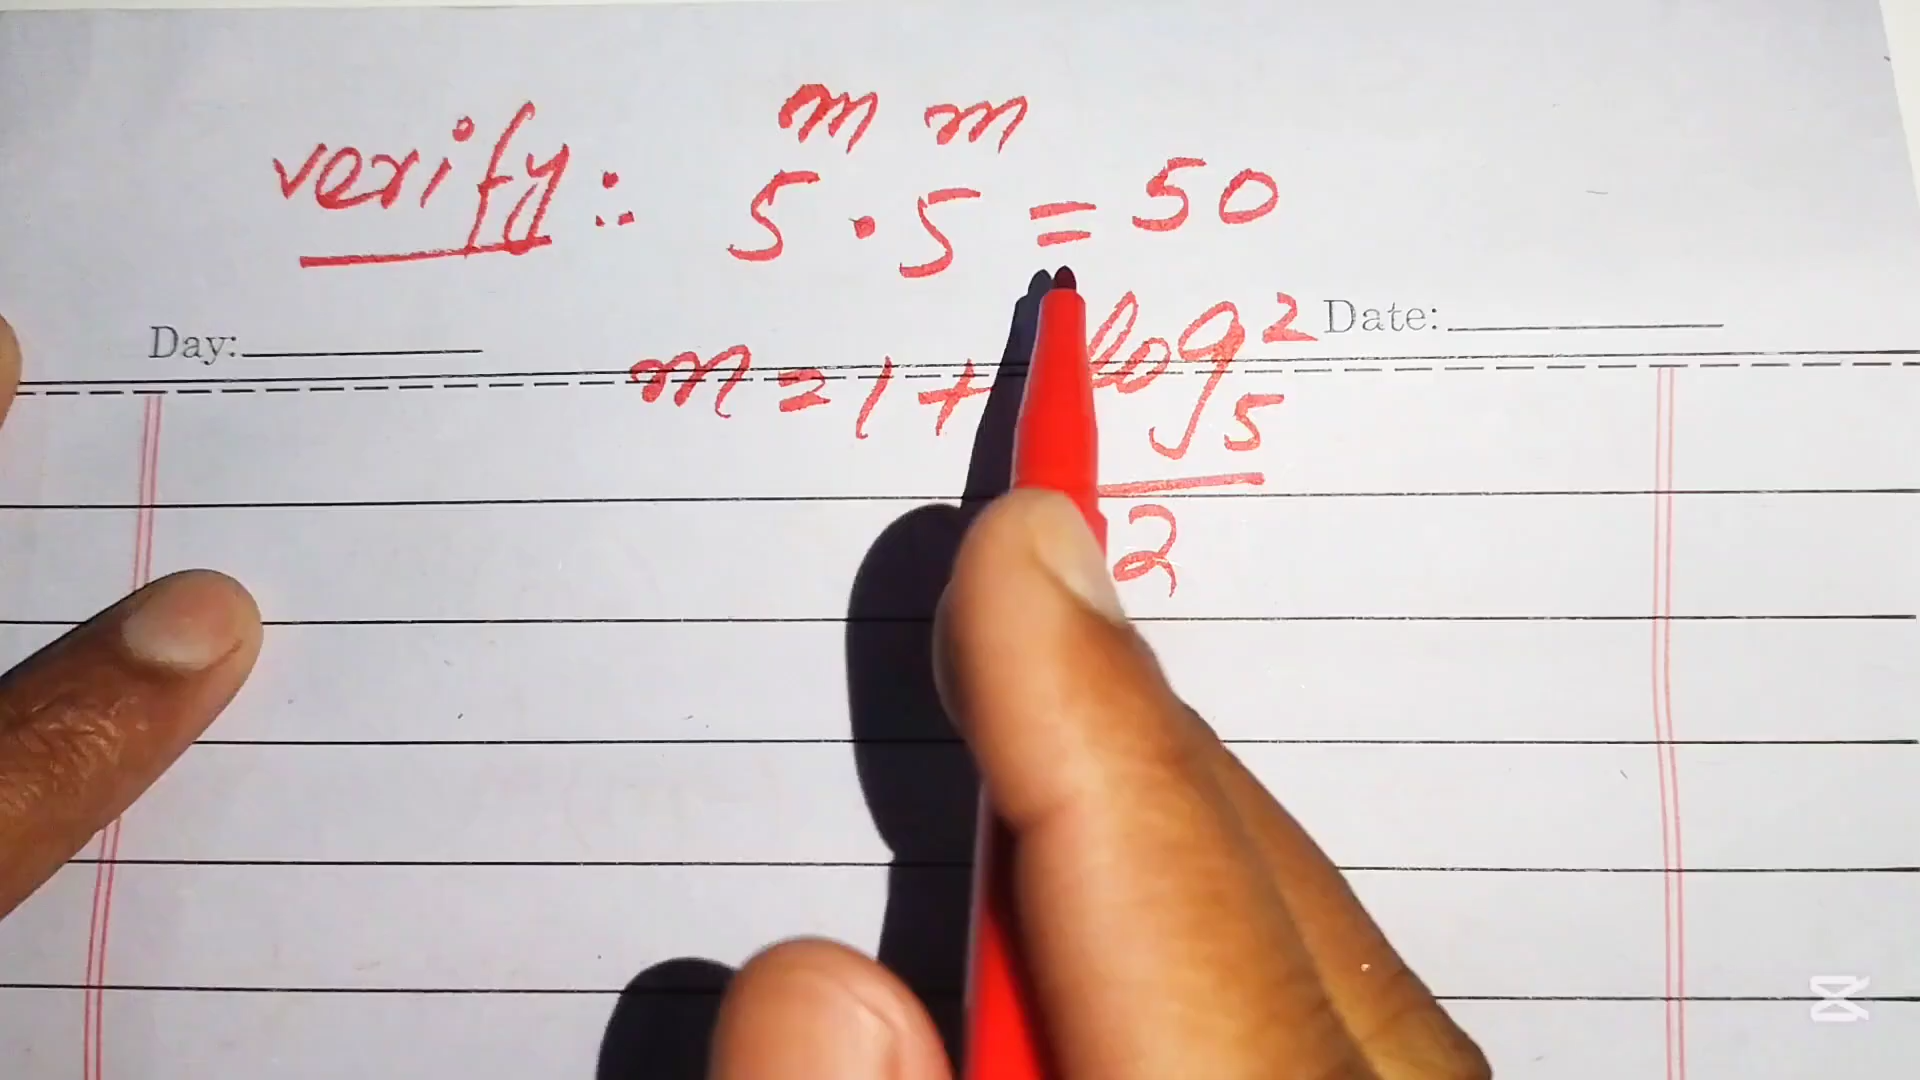 verify : 5^m · 5^m = 50
Day: Date:
m = 1 + log_5 2
2